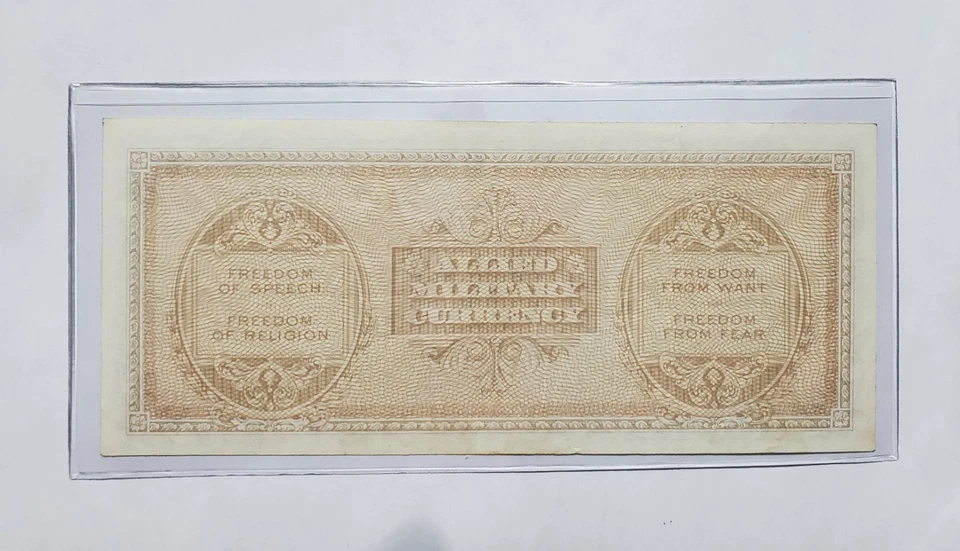 FREEDOM
OF SPEECH
FREEDOM
OF RELIGION
ALLIED
MILITARY
CURRENCY
FREEDOM
FROM WANT
FREEDOM
FROM FEAR